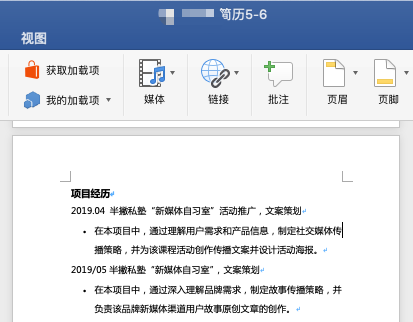 简历5-6
视图
获取加载项
我的加载项
媒体
链接
批注
页眉
页脚
项目经历
2019.04 半撇私塾“新媒体自习室”活动推广，文案策划
• 在本项目中，通过理解用户需求和产品信息，制定社交媒体传
播策略，并为该课程活动创作传播文案并设计活动海报。
2019/05 半撇私塾“新媒体自习室”，文案策划
• 在本项目中，通过深入理解品牌需求，制定故事传播策略，并
负责该品牌新媒体渠道用户故事原创文章的创作。